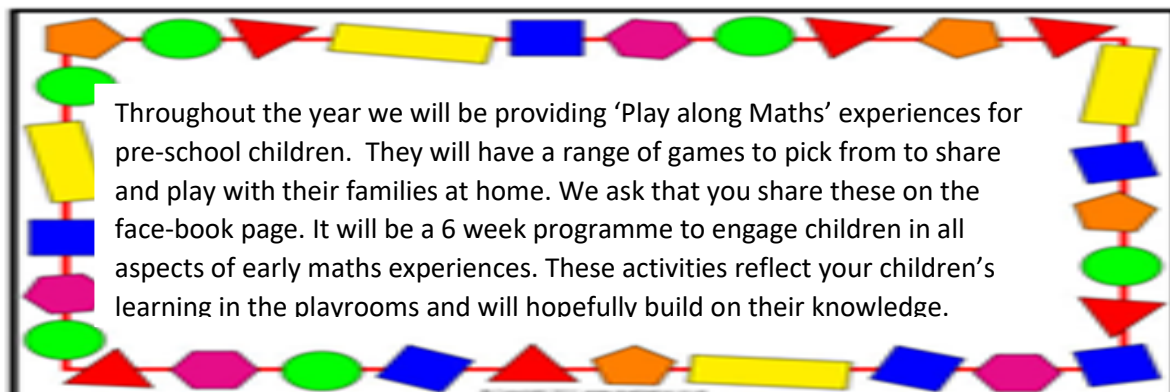 Throughout the year we will be providing ‘Play along Maths’ experiences for
pre-school children.  They will have a range of games to pick from to share
and play with their families at home. We ask that you share these on the
face-book page. It will be a 6 week programme to engage children in all
aspects of early maths experiences. These activities reflect your children’s
learning in the playrooms and will hopefully build on their knowledge.